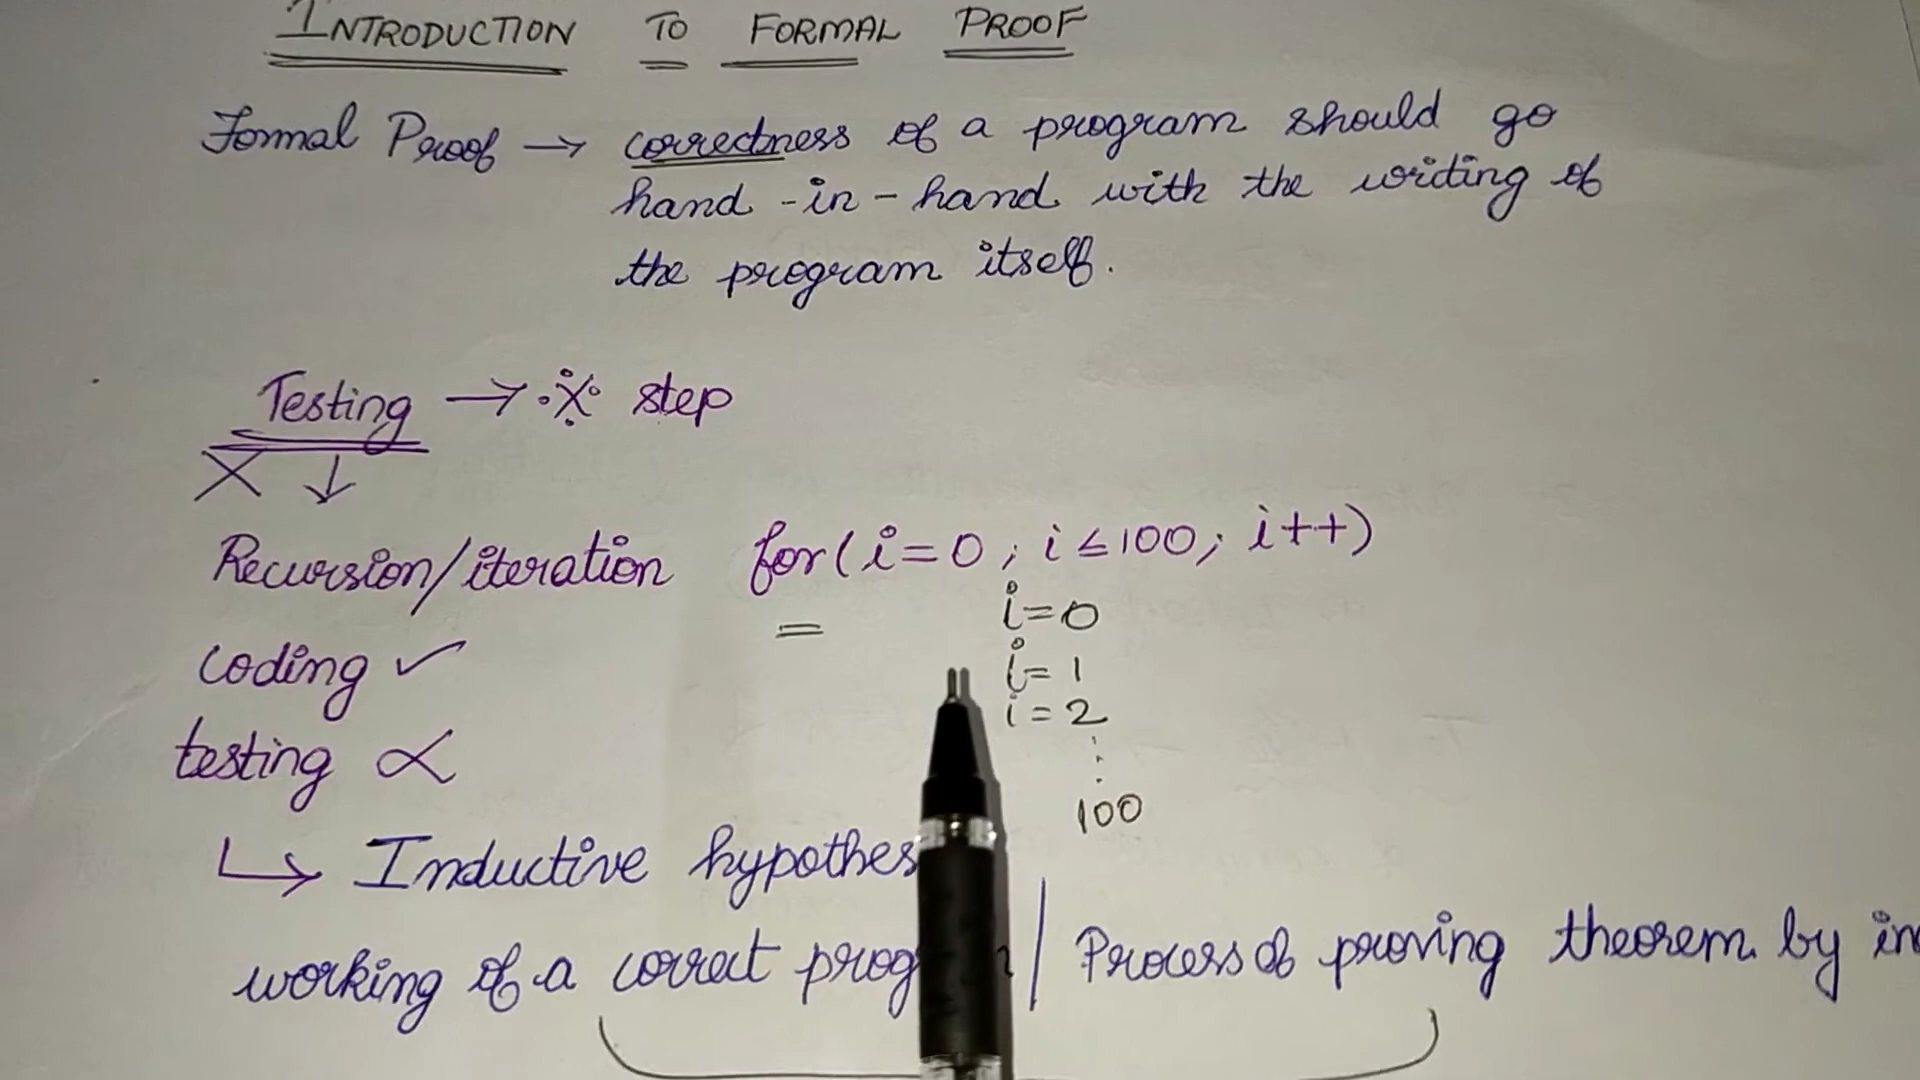 INTRODUCTION TO FORMAL PROOF
Formal Proof → correctness of a program should go
hand-in-hand with the writing of
the program itself.
Testing → step
X ↓
Recursion/iteration for(i=0; i≤100; i++)
=
i=0
i=1
i=2
100
coding ✓
testing
↳ Inductive
working of a correct
Process of proving theorem by